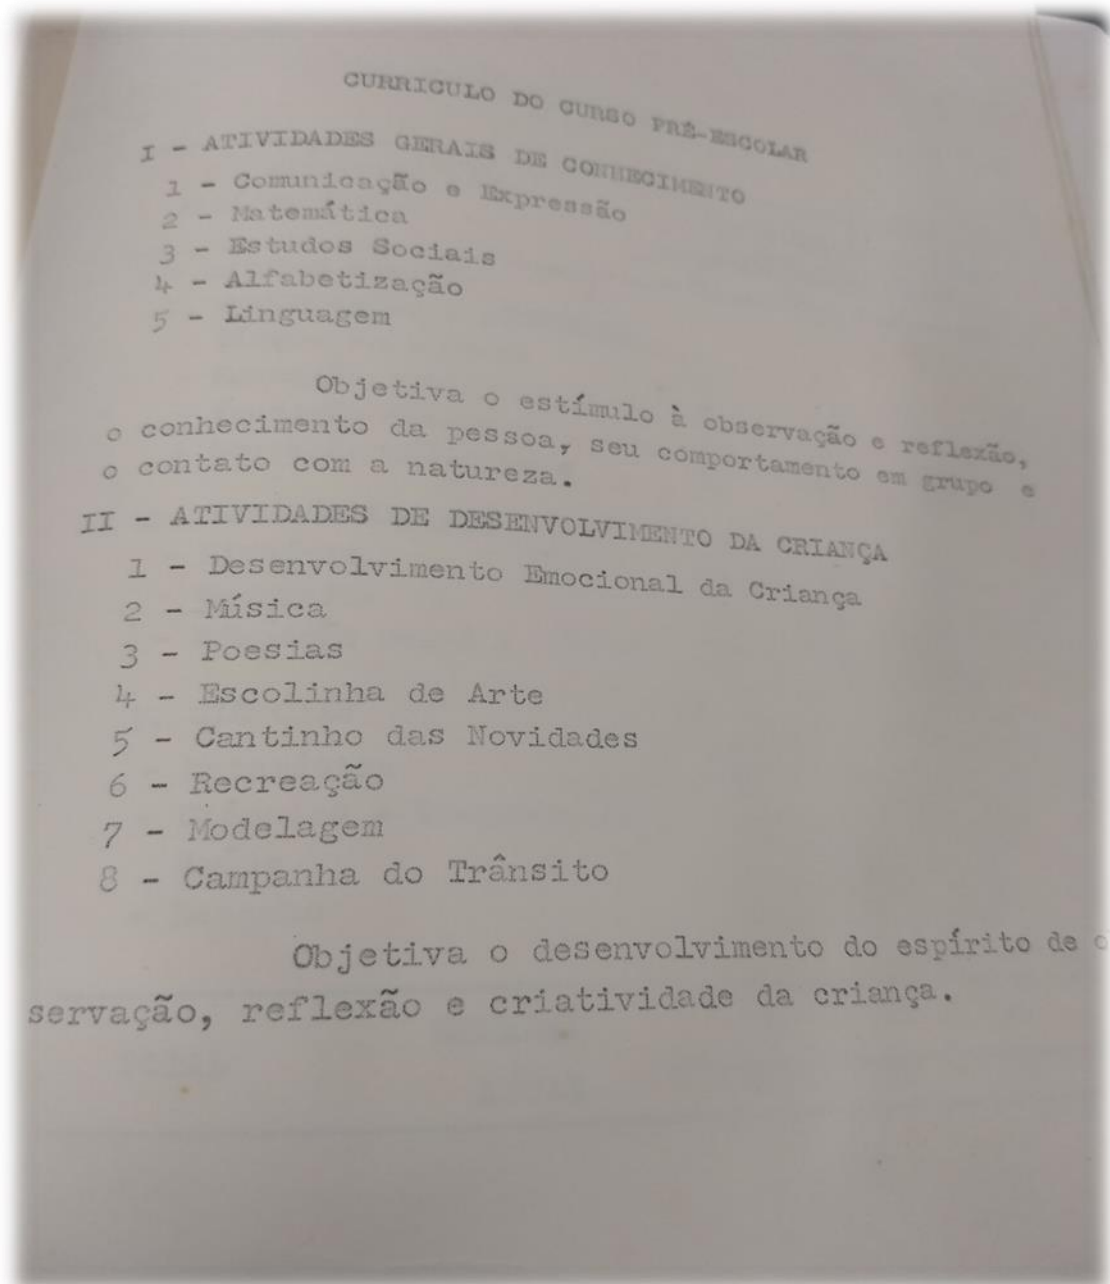 CURRICULO DO CURSO PRÉ-ESCOLAR
I - ATIVIDADES GERAIS DE CONHECIMENTO
1 - Comunicação e Expressão
2 - Matemática
3 - Estudos Sociais
4 - Alfabetização
5 - Linguagem
Objetiva o estímulo à observação e reflexão,
o conhecimento da pessoa, seu comportamento em grupo e
o contato com a natureza.
II - ATIVIDADES DE DESENVOLVIMENTO DA CRIANÇA
1 - Desenvolvimento Emocional da Criança
2 - Música
3 - Poesias
4 - Escolinha de Arte
5 - Cantinho das Novidades
6 - Recreação
7 - Modelagem
8 - Campanha do Trânsito
Objetiva o desenvolvimento do espírito de
servação, reflexão e criatividade da criança.